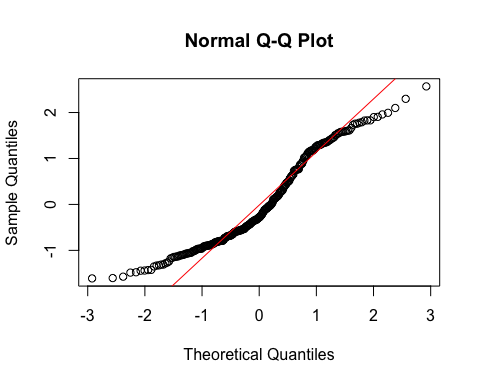 Normal Q-Q Plot
Sample Quantiles
2
1
0
-1
-3 -2 -1 0 1 2 3
Theoretical Quantiles